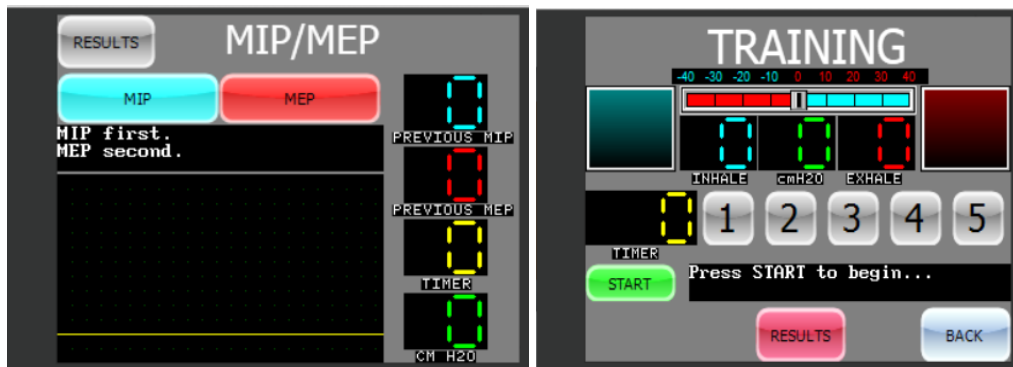 RESULTS
MIP/MEP
MIP
MEP
MIP first.
MEP second.
0
PREVIOUS MIP
0
PREVIOUS MEP
0
TIMER
0
CM H2O
TRAINING
-40 -30 -20 -10 0 10 20 30 40
0 0 0
INHALE cmH2O EXHALE
0
TIMER
1 2 3 4 5
START
Press START to begin...
RESULTS
BACK